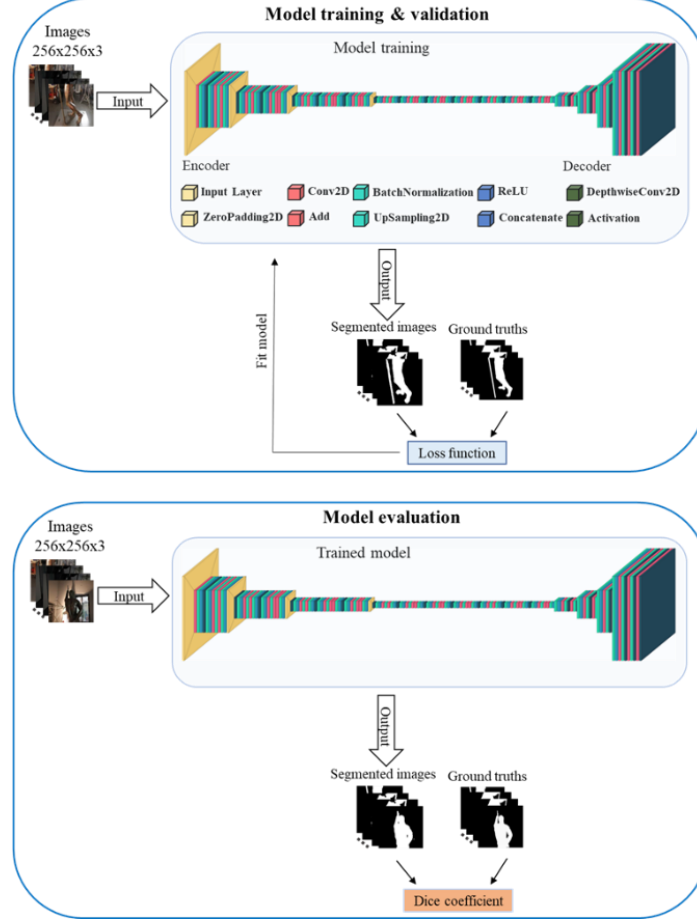 Model training & validation
Images
256x256x3
Input
Model training
Encoder
Decoder
Input Layer
Conv2D
BatchNormalization
ReLU
DepthwiseConv2D
ZeroPadding2D
Add
UpSampling2D
Concatenate
Activation
Output
Fit model
Segmented images
Ground truths
Loss function
Model evaluation
Images
256x256x3
Input
Trained model
Output
Segmented images
Ground truths
Dice coefficient